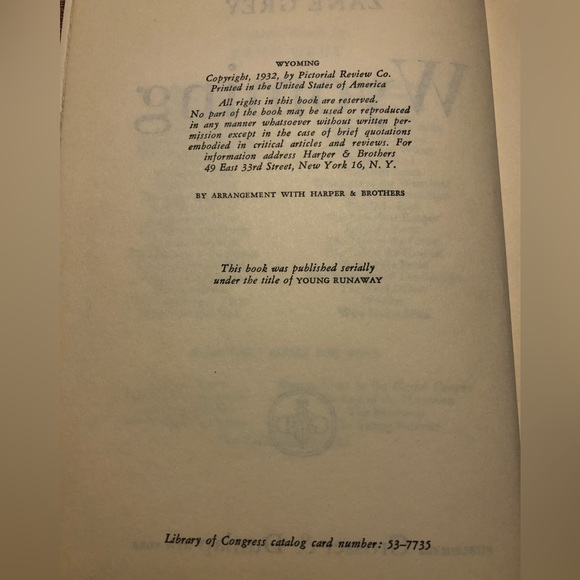 WYOMING
Copyright, 1932, by Pictorial Review Co.
Printed in the United States of America
All rights in this book are reserved.
No part of the book may be used or reproduced
in any manner whatsoever without written per-
mission except in the case of brief quotations
embodied in critical articles and reviews. For
information address Harper & Brothers
49 East 33rd Street, New York 16, N. Y.
BY ARRANGEMENT WITH HARPER & BROTHERS
This book was published serially
under the title of YOUNG RUNAWAY
Library of Congress catalog card number: 53-7735